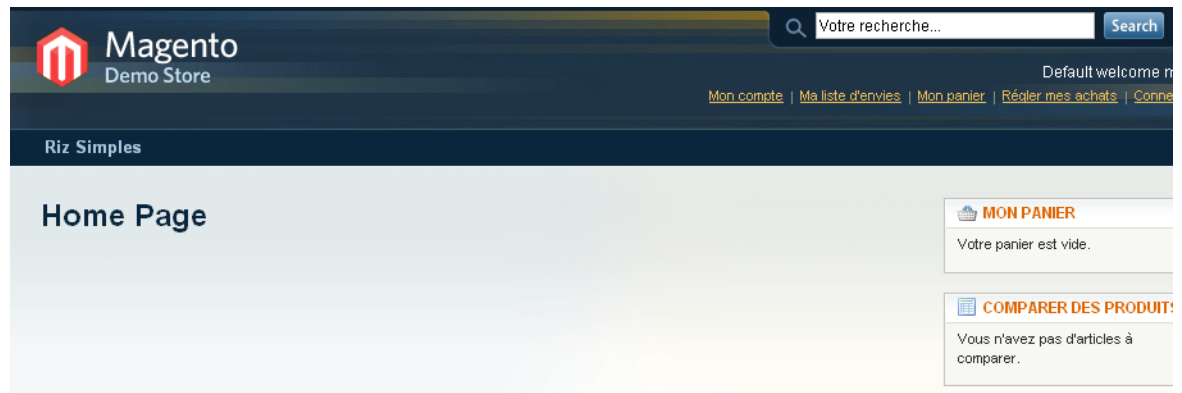 Votre recherche...
Search
Magento
Demo Store
Default welcome m
Mon compte | Ma liste d'envies | Mon panier | Régler mes achats | Conne
Riz Simples
Home Page
MON PANIER
Votre panier est vide.
COMPARER DES PRODUITS
Vous n'avez pas d'articles à
comparer.